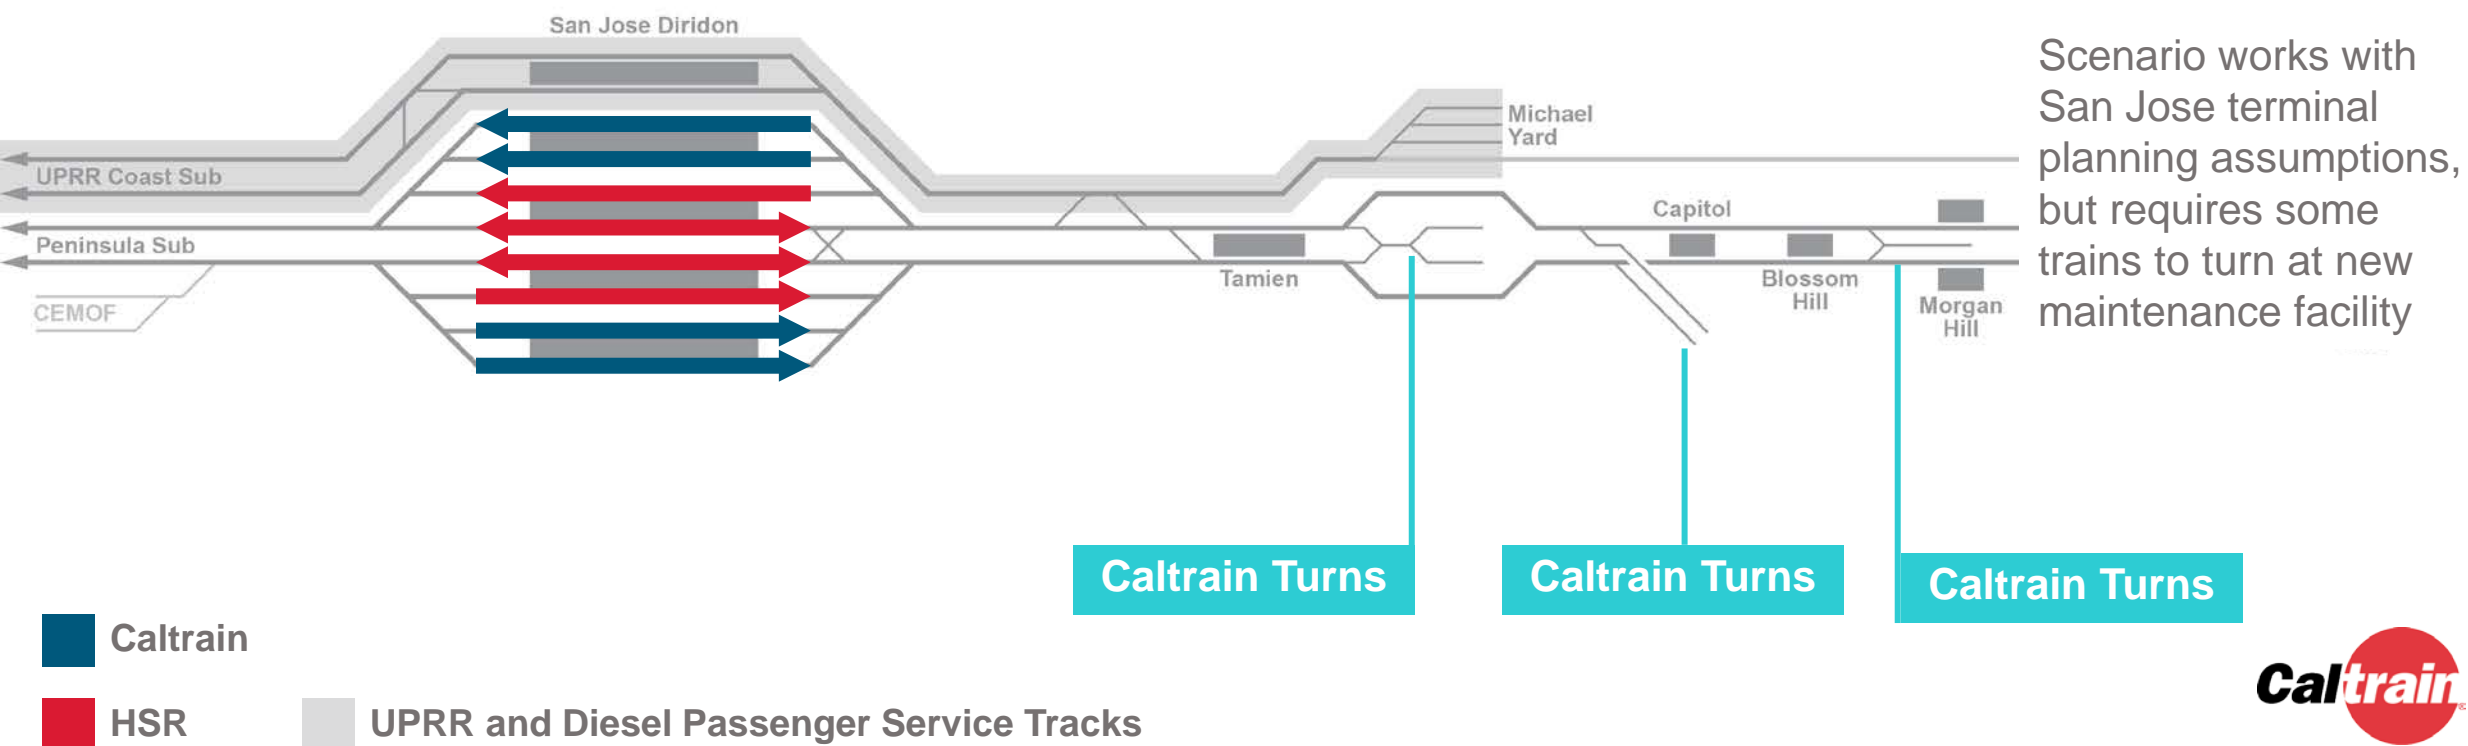 San Jose Diridon
Scenario works with
San Jose terminal
planning assumptions,
but requires some
trains to turn at new
maintenance facility
Michael
Yard
UPRR Coast Sub
Peninsula Sub
CEMOF
Tamien
Capitol
Blossom
Hill
Morgan
Hill
Caltrain Turns
Caltrain Turns
Caltrain Turns
Caltrain
HSR
UPRR and Diesel Passenger Service Tracks
Caltrain®